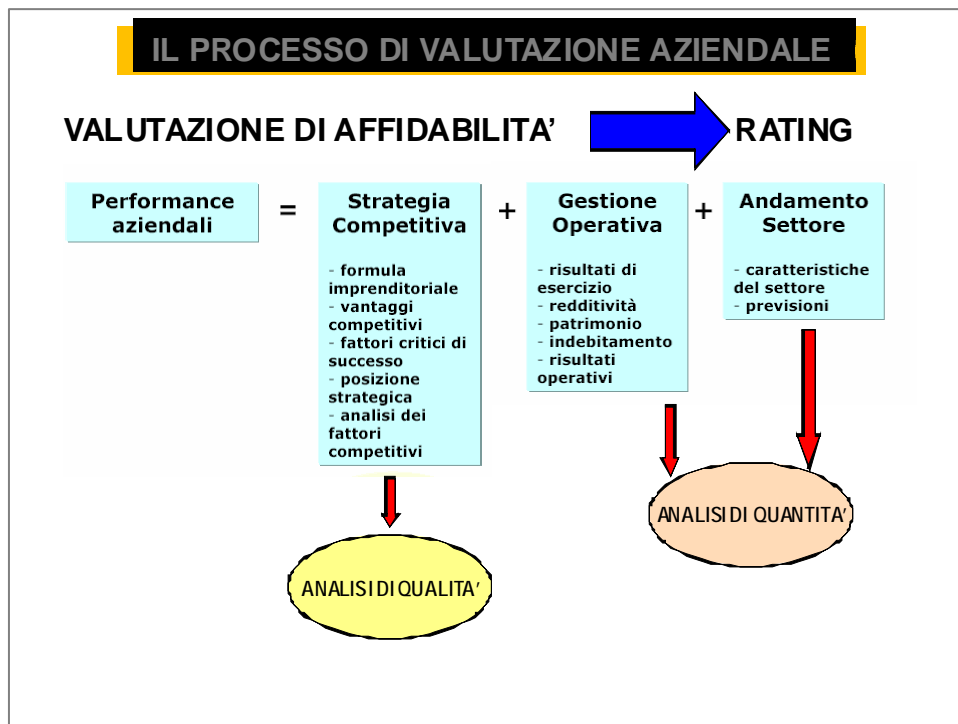 IL PROCESSO DI VALUTAZIONE AZIENDALE
VALUTAZIONE DI AFFIDABILITA’ RATING
Performance
aziendali
=
Strategia
Competitiva
- formula
imprenditoriale
- vantaggi
competitivi
- fattori critici di
successo
- posizione
strategica
- analisi dei
fattori
competitivi
+
Gestione
Operativa
- risultati di
esercizio
- redditività
- patrimonio
- indebitamento
- risultati
operativi
+
Andamento
Settore
- caratteristiche
del settore
- previsioni
ANALISI DI QUANTITA’
ANALISI DI QUALITA’